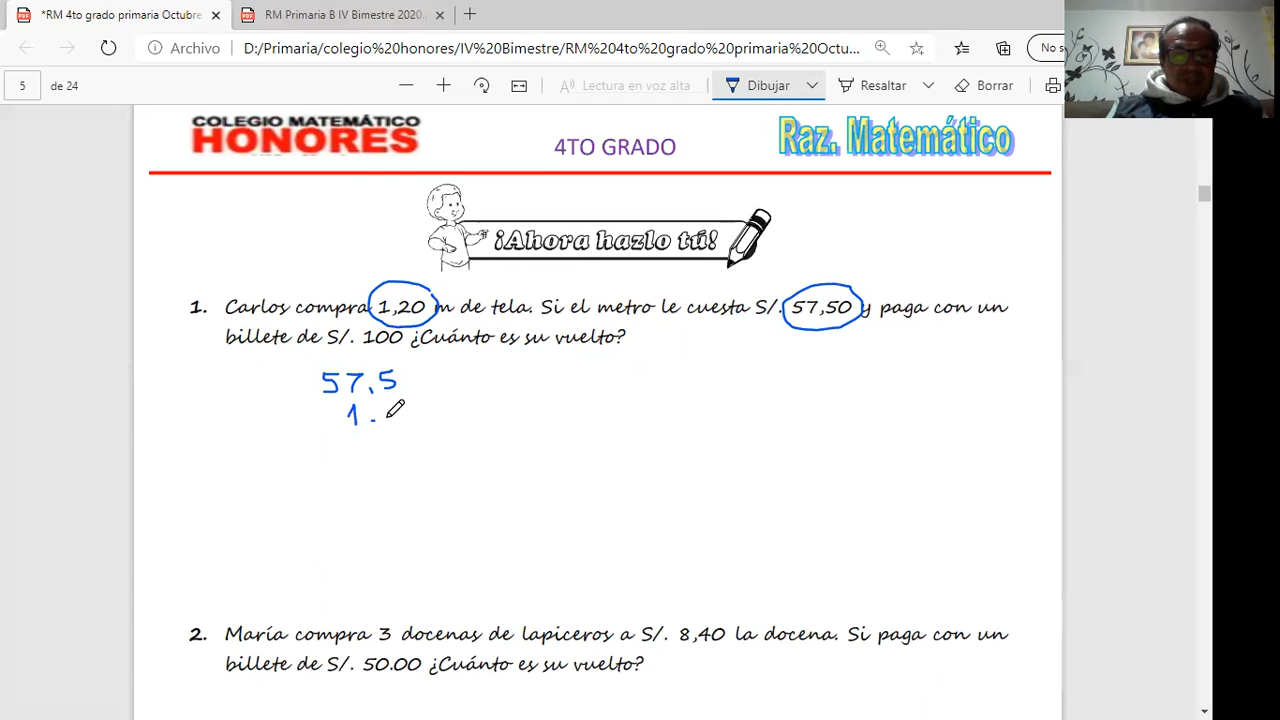 *RM 4to grado primaria Octubre
RM Primaria B IV Bimestre 2020.
Archivo
D:/Primaria/colegio%20honores/IV%20Bimestre/RM%204to%20grado%20primaria%20Octu...
No s
5
de 24
Lectura en voz alta
Dibujar
Resaltar
Borrar
COLEGIO MATEMÁTICO
HONORES
4TO GRADO
Raz. Matemático
¡Ahora hazlo tú!
1. Carlos compra 1,20 m de tela. Si el metro le cuesta S/. 57,50 y paga con un
billete de S/. 100 ¿Cuánto es su vuelto?
57,5
1.
2. María compra 3 docenas de lapiceros a S/. 8,40 la docena. Si paga con un
billete de S/. 50.00 ¿Cuánto es su vuelto?